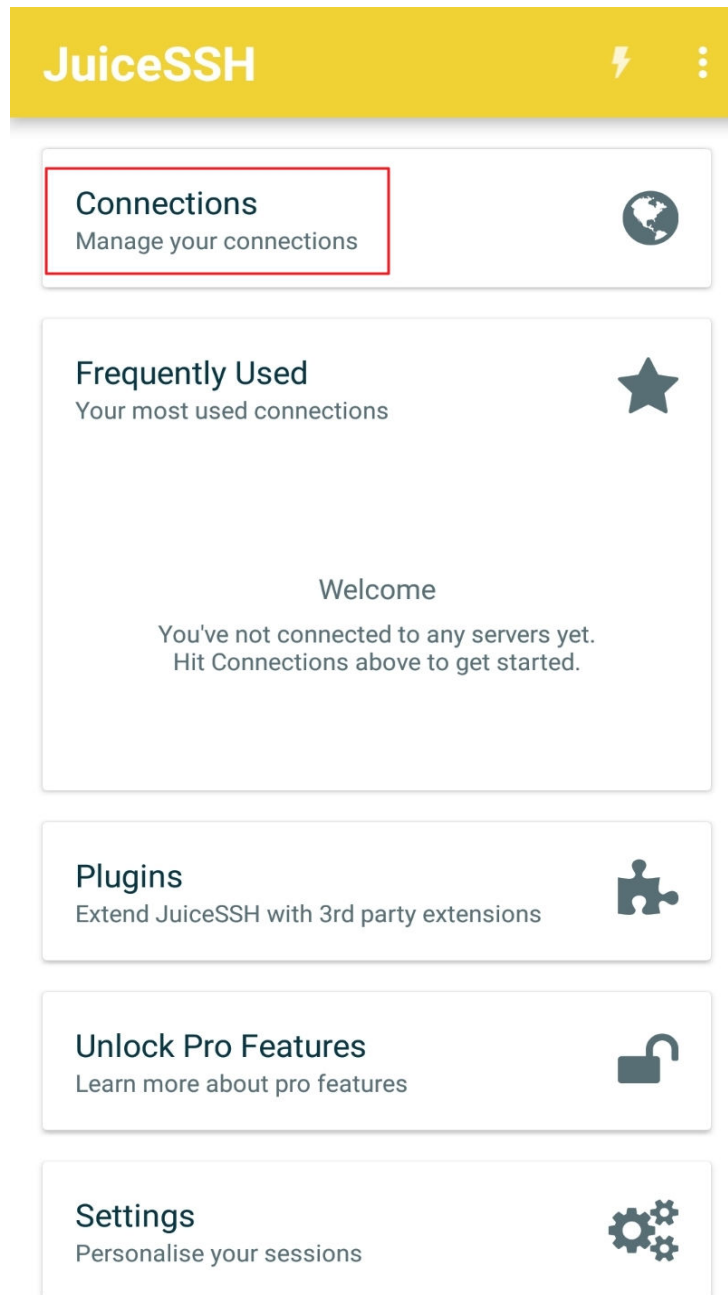 JuiceSSH
Connections
Manage your connections
Frequently Used
Your most used connections
Welcome
You've not connected to any servers yet.
Hit Connections above to get started.
Plugins
Extend JuiceSSH with 3rd party extensions
Unlock Pro Features
Learn more about pro features
Settings
Personalise your sessions